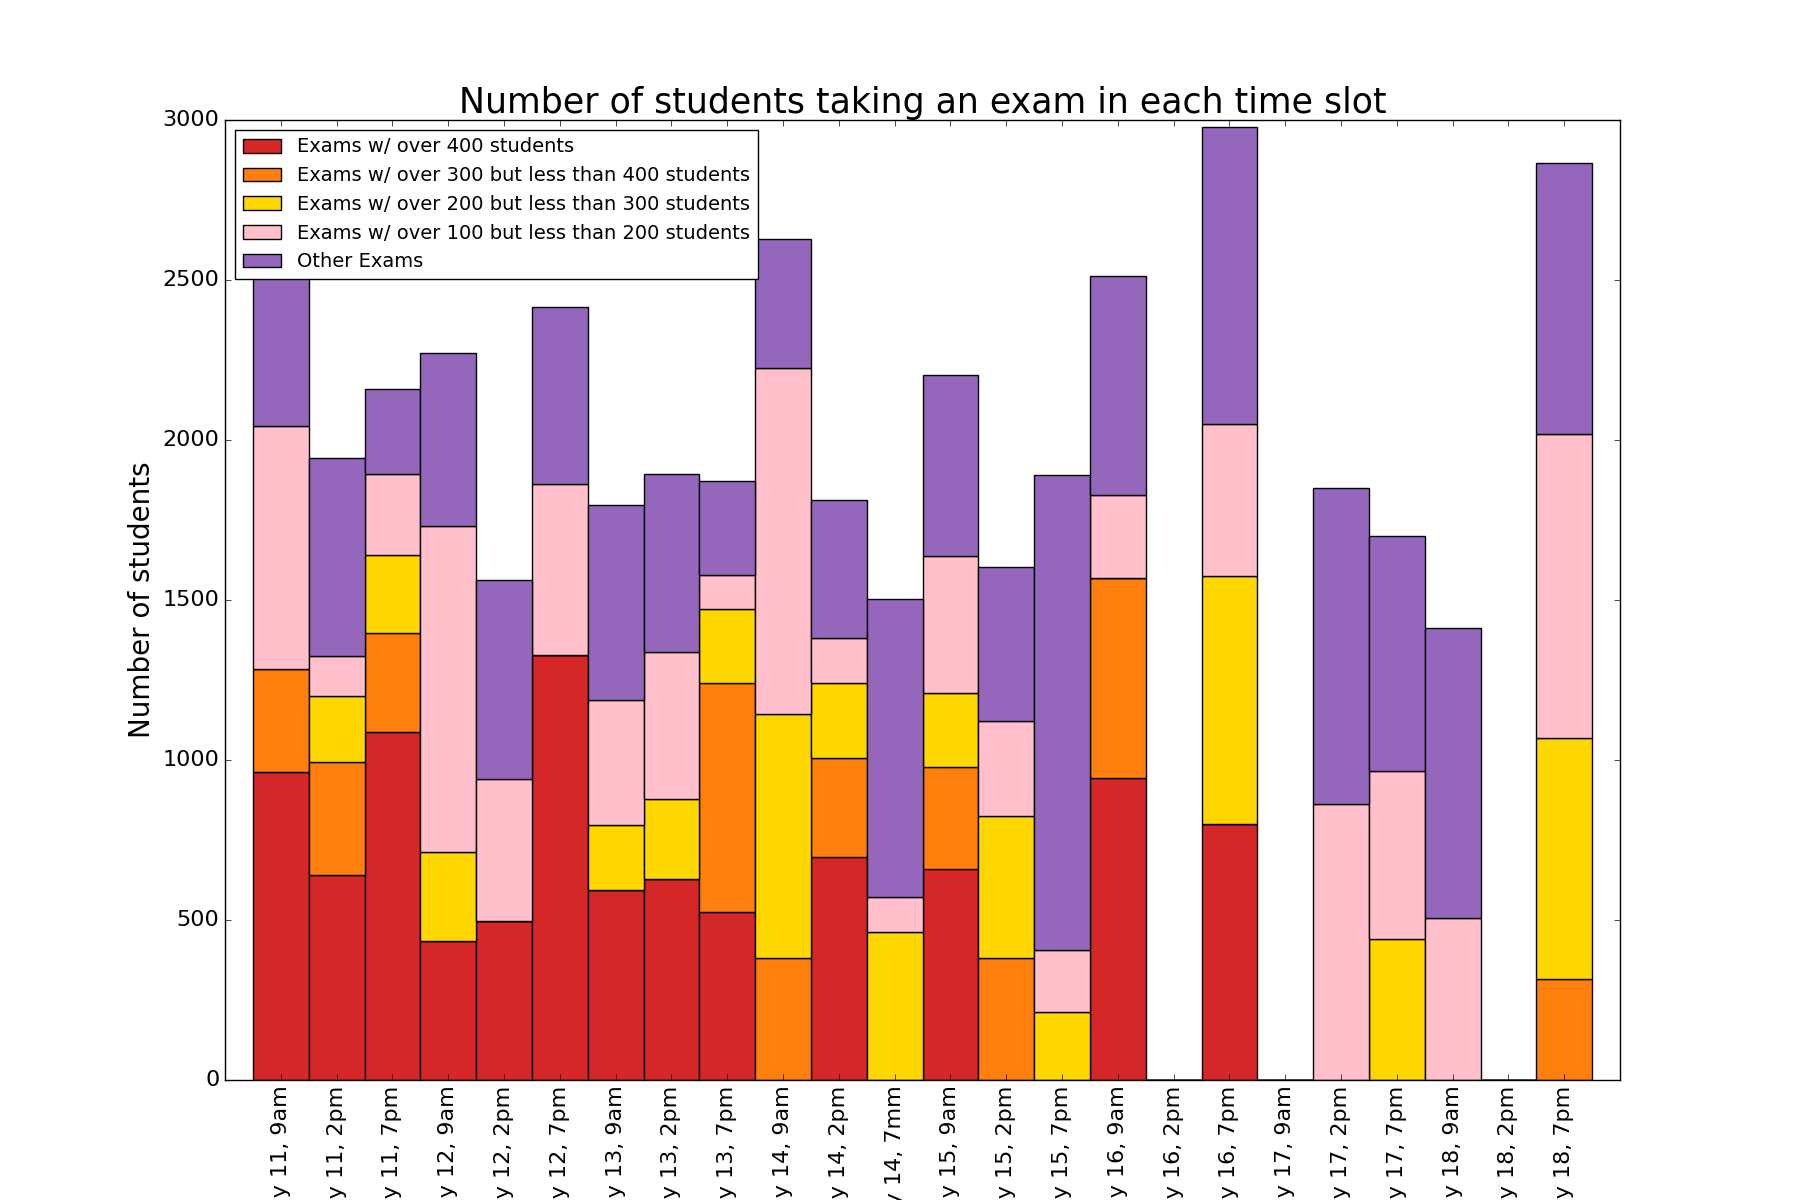 Number of students taking an exam in each time slot
Exams w/ over 400 students
Exams w/ over 300 but less than 400 students
Exams w/ over 200 but less than 300 students
Exams w/ over 100 but less than 200 students
Other Exams
Number of students
3000
2500
2000
1500
1000
500
0
y 11, 9am
y 11, 2pm
y 11, 7pm
y 12, 9am
y 12, 2pm
y 12, 7pm
y 13, 9am
y 13, 2pm
y 13, 7pm
y 14, 9am
y 14, 2pm
y 14, 7mm
y 15, 9am
y 15, 2pm
y 15, 7pm
y 16, 9am
y 16, 2pm
y 16, 7pm
y 17, 9am
y 17, 2pm
y 17, 7pm
y 18, 9am
y 18, 2pm
y 18, 7pm